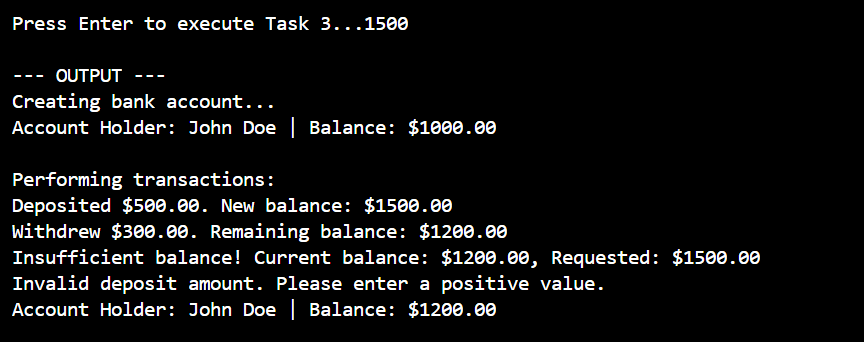 Press Enter to execute Task 3...1500
--- OUTPUT ---
Creating bank account...
Account Holder: John Doe | Balance: $1000.00
Performing transactions:
Deposited $500.00. New balance: $1500.00
Withdrew $300.00. Remaining balance: $1200.00
Insufficient balance! Current balance: $1200.00, Requested: $1500.00
Invalid deposit amount. Please enter a positive value.
Account Holder: John Doe | Balance: $1200.00